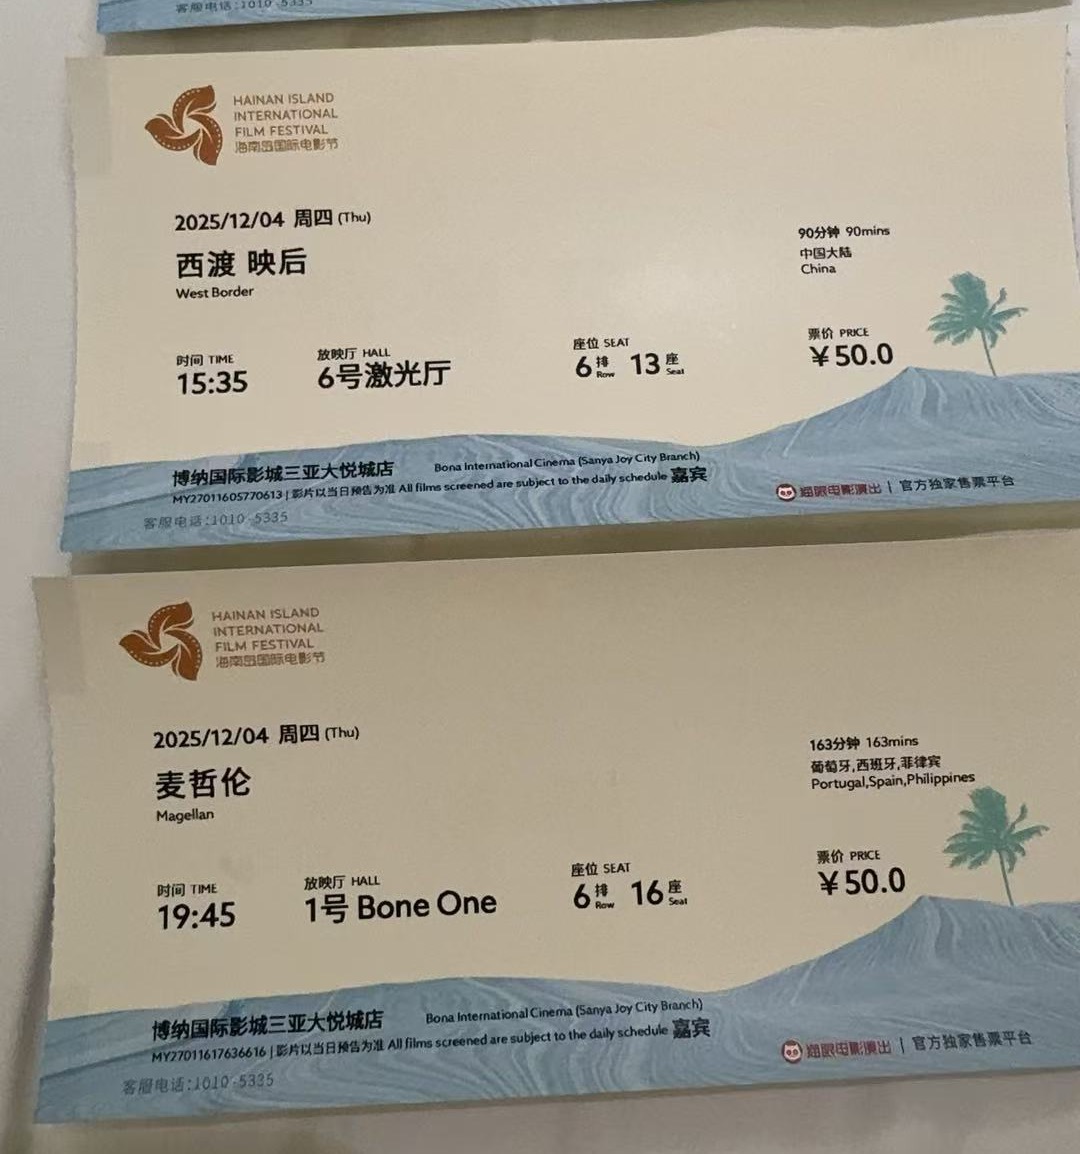 客服电话:1010-5335
HAINAN ISLAND
INTERNATIONAL
FILM FESTIVAL
海南岛国际电影节
2025/12/04 周四 (Thu)
西渡 映后
West Border
90分钟 90mins
中国大陆
China
时间 TIME
15:35
放映厅 HALL
6号激光厅
座位 SEAT
6 排 Row 13 座 Seat
票价 PRICE
￥50.0
博纳国际影城三亚大悦城店 Bona International Cinema (Sanya Joy City Branch)
MY27011605770613 | 影片以当日预告为准 All films screened are subject to the daily schedule 嘉宾
客服电话:1010-5335
猫眼电影演出 | 官方独家售票平台
HAINAN ISLAND
INTERNATIONAL
FILM FESTIVAL
海南岛国际电影节
2025/12/04 周四 (Thu)
麦哲伦
Magellan
163分钟 163mins
葡萄牙,西班牙,菲律宾
Portugal,Spain,Philippines
时间 TIME
19:45
放映厅 HALL
1号 Bone One
座位 SEAT
6 排 Row 16 座 Seat
票价 PRICE
￥50.0
博纳国际影城三亚大悦城店 Bona International Cinema (Sanya Joy City Branch)
MY27011617636616 | 影片以当日预告为准 All films screened are subject to the daily schedule 嘉宾
客服电话:1010-5335
猫眼电影演出 | 官方独家售票平台